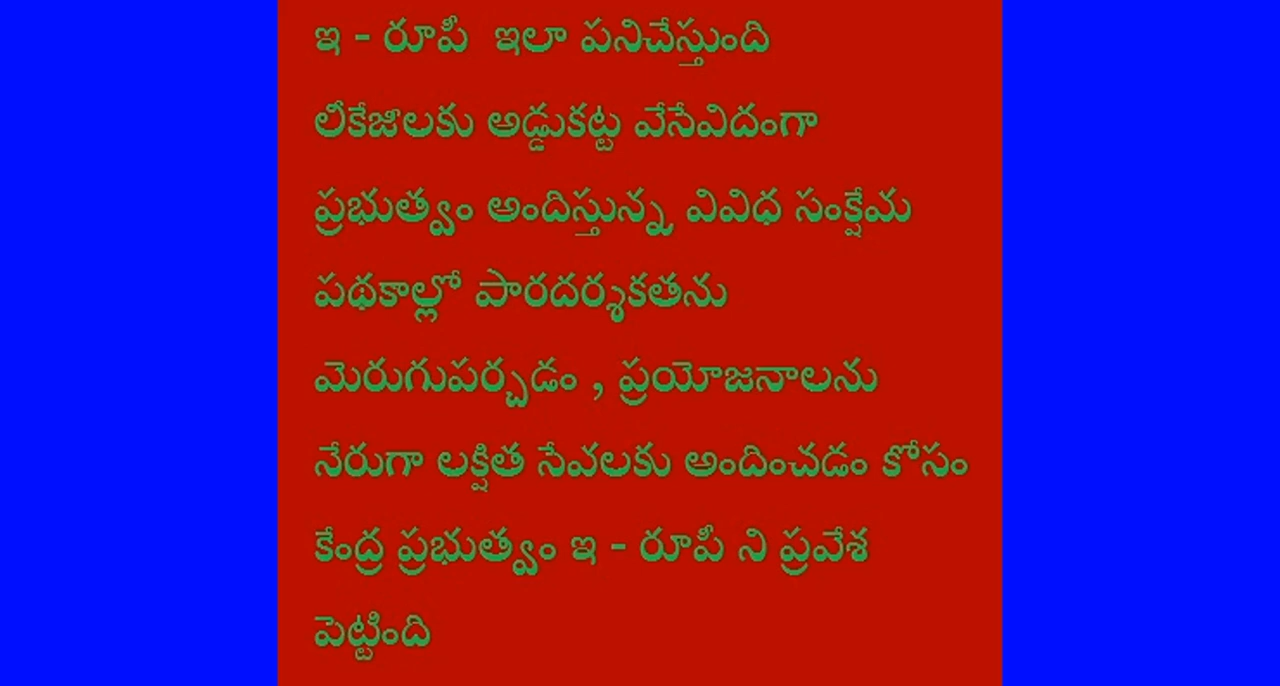 ఇ - రూపీ ఇలా పనిచేస్తుంది
లీకేజీలకు అడ్డుకట్ట వేసేవిదంగా
ప్రభుత్వం అందిస్తున్న వివిధ సంక్షేమ
పథకాల్లో పారదర్శకతను
మెరుగుపర్చడం , ప్రయోజనాలను
నేరుగా లక్షిత సేవలకు అందించడం కోసం
కేంద్ర ప్రభుత్వం ఇ - రూపీ ని ప్రవేశ
పెట్టింది